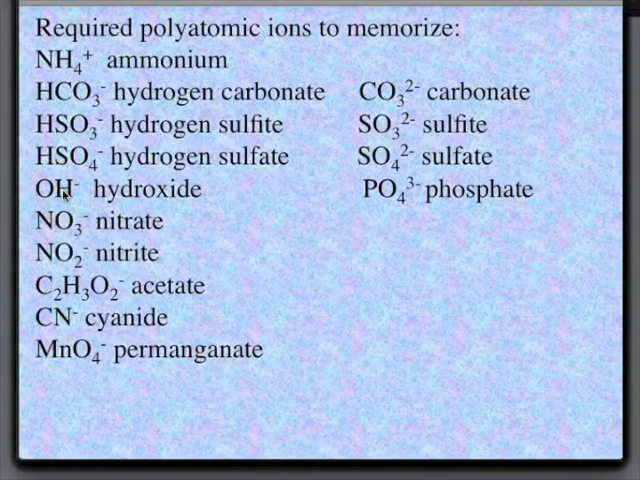 Required polyatomic ions to memorize:
NH₄⁺ ammonium
HCO₃⁻ hydrogen carbonate CO₃²⁻ carbonate
HSO₃⁻ hydrogen sulfite SO₃²⁻ sulfite
HSO₄⁻ hydrogen sulfate SO₄²⁻ sulfate
OH⁻ hydroxide PO₄³⁻ phosphate
NO₃⁻ nitrate
NO₂⁻ nitrite
C₂H₃O₂⁻ acetate
CN⁻ cyanide
MnO₄⁻ permanganate